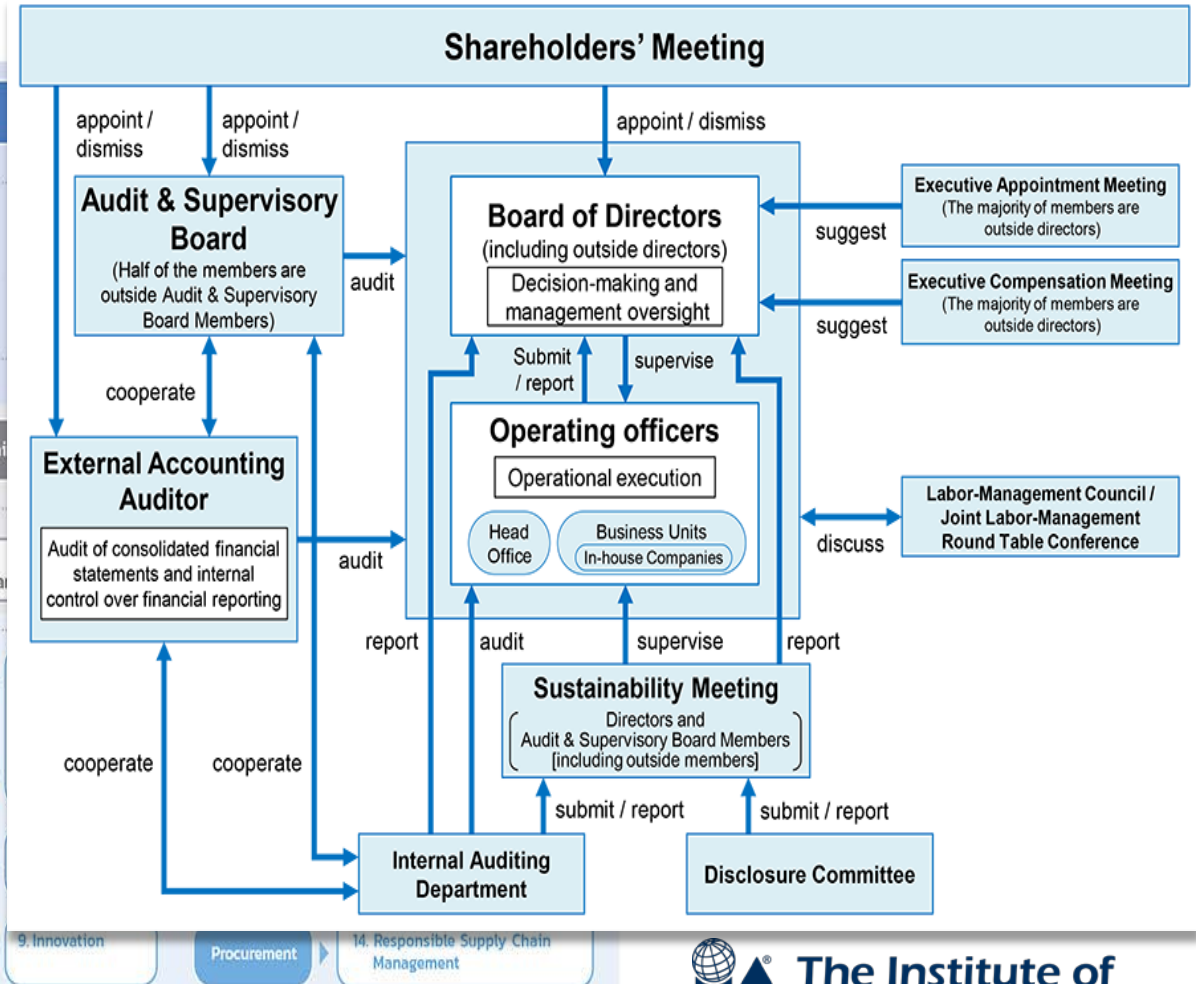 Shareholders' Meeting
appoint /
dismiss
appoint /
dismiss
appoint / dismiss
Audit & Supervisory
Board
(Half of the members are
outside Audit & Supervisory
Board Members)
audit
Board of Directors
(including outside directors)
Decision-making and
management oversight
Executive Appointment Meeting
(The majority of members are
outside directors)
suggest
Executive Compensation Meeting
(The majority of members are
outside directors)
suggest
cooperate
Submit
/ report
supervise
External Accounting
Auditor
Audit of consolidated financial
statements and internal
control over financial reporting
audit
Operating officers
Operational execution
Head
Office
Business Units
In-house Companies
Labor-Management Council /
Joint Labor-Management
Round Table Conference
discuss
report
audit
supervise
report
Sustainability Meeting
Directors and
Audit & Supervisory Board Members
[including outside members]
cooperate
cooperate
submit / report
submit / report
Internal Auditing
Department
Disclosure Committee
9. Innovation
Procurement
14. Responsible Supply Chain
Management
The Institute of